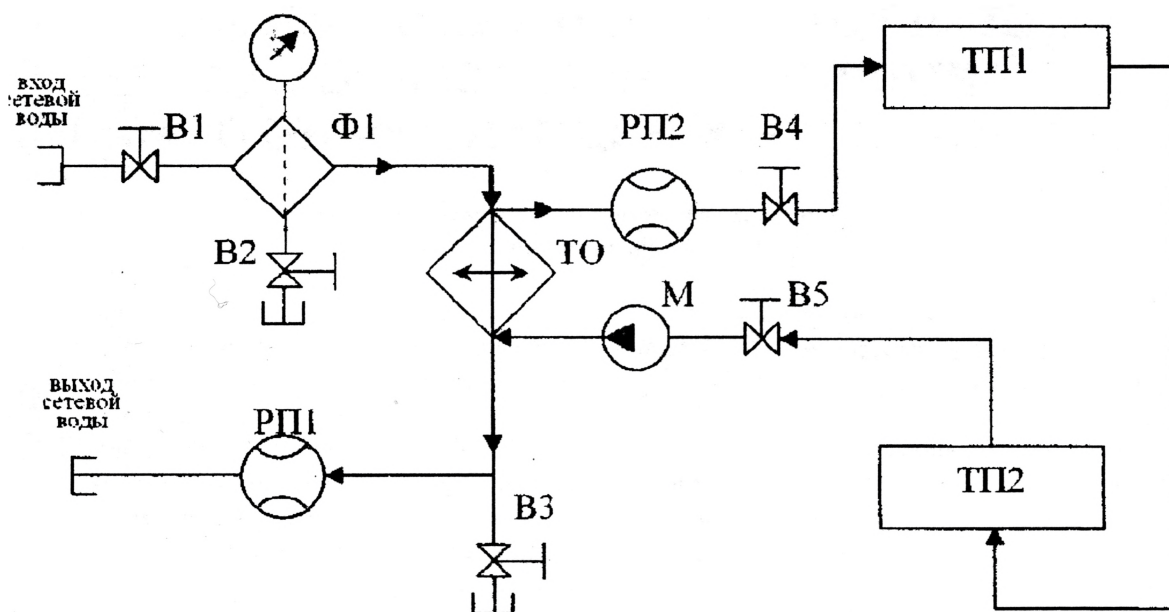 вход
сетевой
воды
В1
Ф1
РП2
В4
ТП1
В2
ТО
М
В5
выход
сетевой
воды
РП1
В3
ТП2